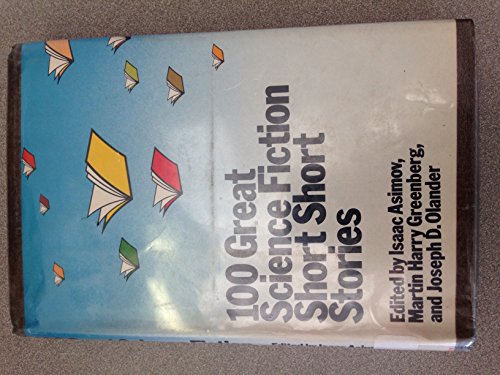 100 Great
Science Fiction
Short Short
Stories
Edited by Isaac Asimov,
Martin Harry Greenberg,
and Joseph D. Olander